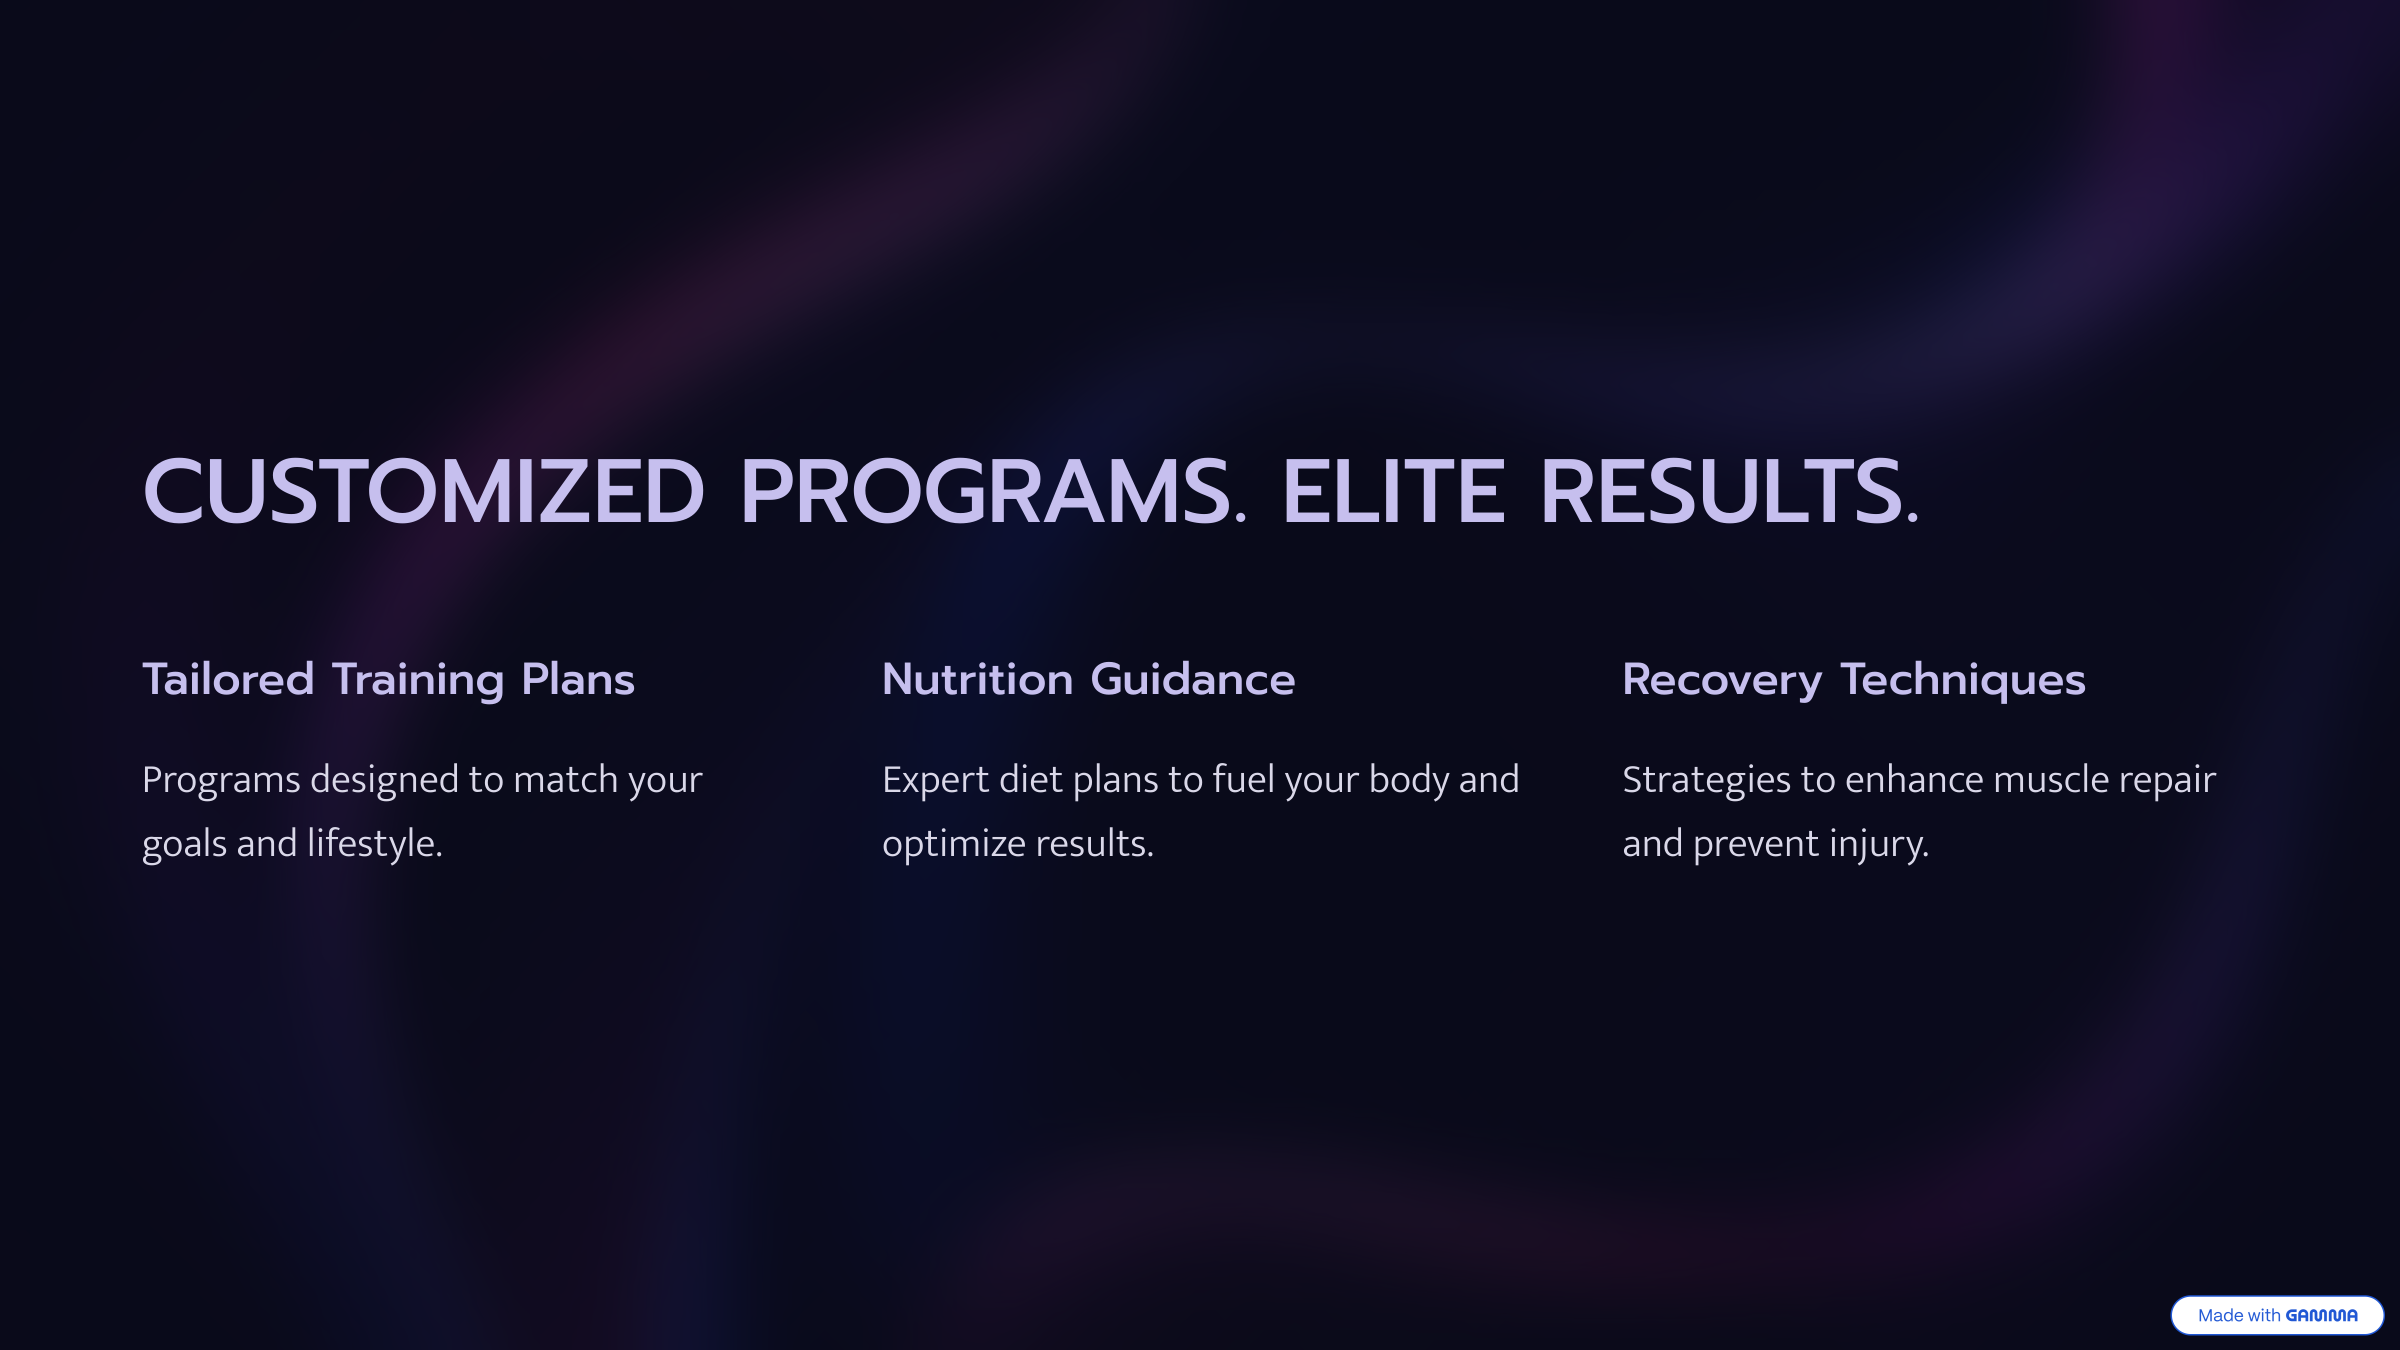 CUSTOMIZED PROGRAMS. ELITE RESULTS.
Tailored Training Plans
Programs designed to match your
goals and lifestyle.
Nutrition Guidance
Expert diet plans to fuel your body and
optimize results.
Recovery Techniques
Strategies to enhance muscle repair
and prevent injury.
Made with GAMMA